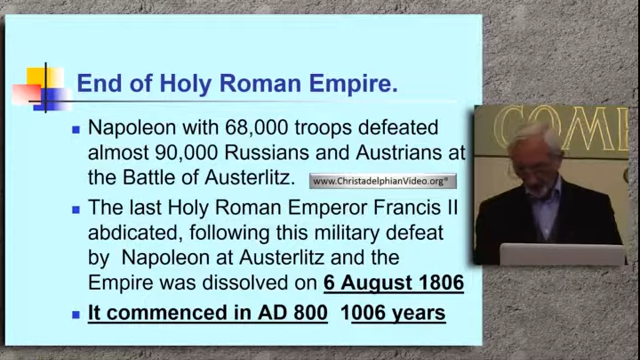 End of Holy Roman Empire.
Napoleon with 68,000 troops defeated
almost 90,000 Russians and Austrians at
the Battle of Austerlitz.
www.ChristadelphianVideo.org®
The last Holy Roman Emperor Francis II
abdicated, following this military defeat
by Napoleon at Austerlitz and the
Empire was dissolved on 6 August 1806
It commenced in AD 800 1006 years
COME